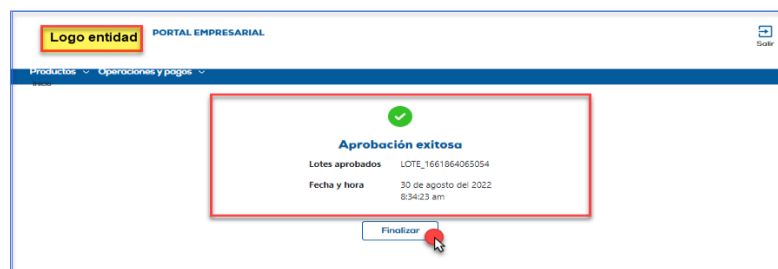 Logo entidad
PORTAL EMPRESARIAL
Salir
Productos Operaciones y pagos
Inicio
Aprobación exitosa
Lotes aprobados LOTE_1661864065054
Fecha y hora 30 de agosto del 2022
8:34:23 am
Finalizar